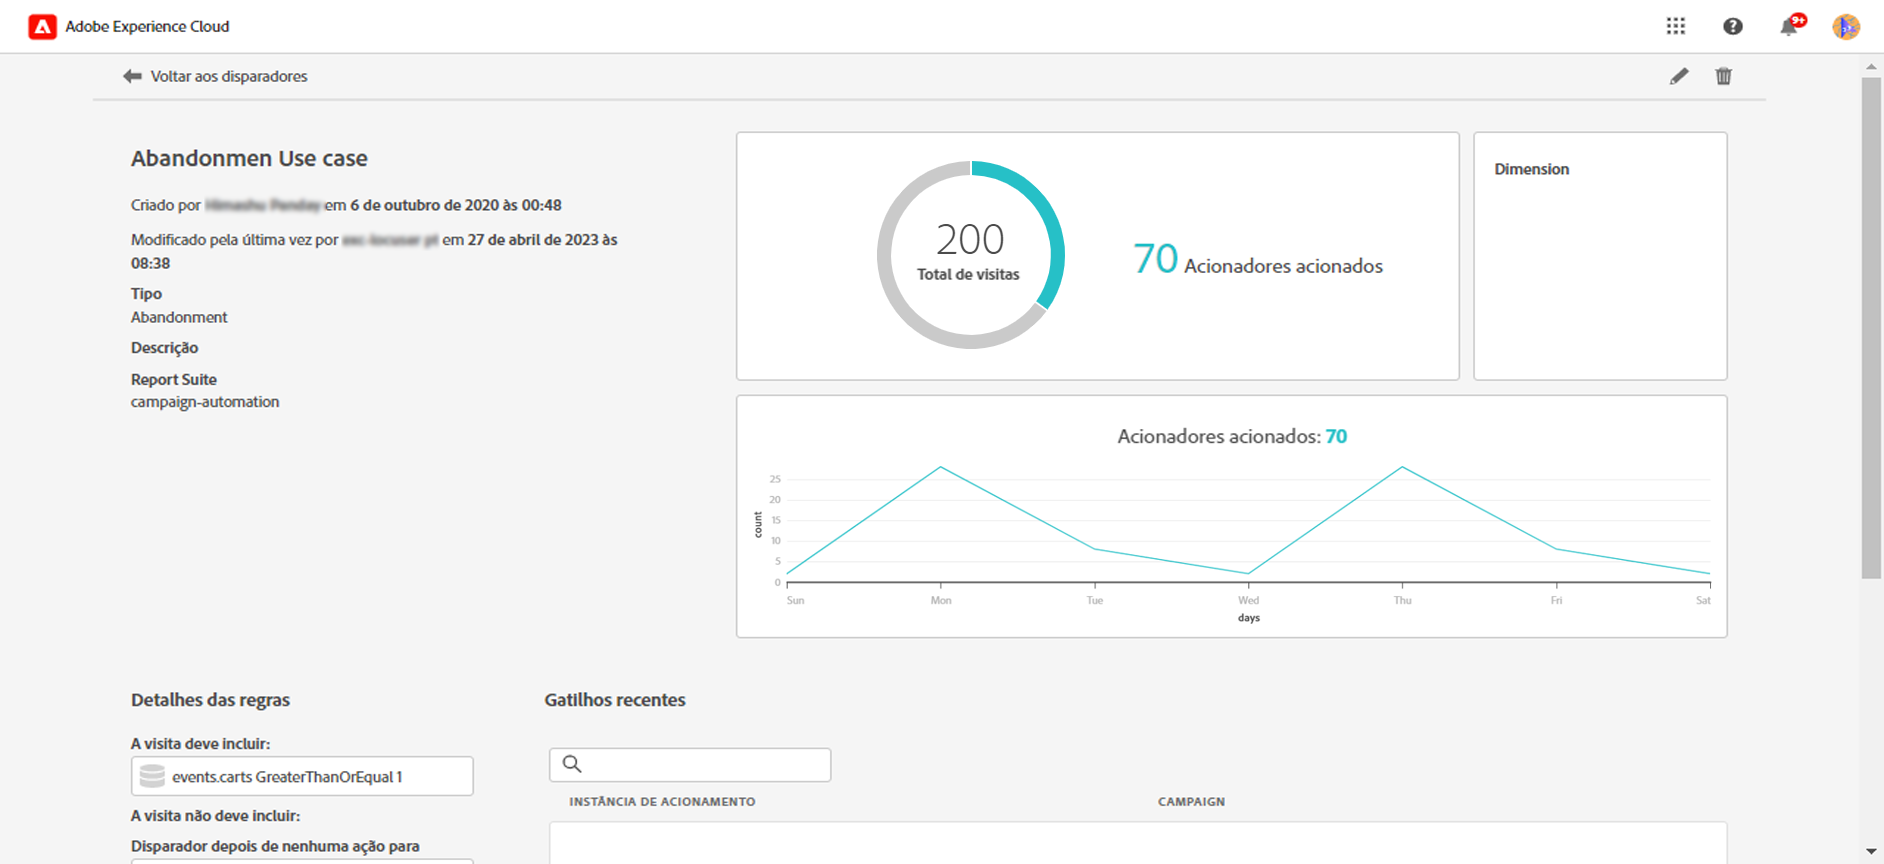 Adobe Experience Cloud
9+
Voltar aos disparadores
Abandonmen Use case
Criado por em 6 de outubro de 2020 às 00:48
Modificado pela última vez por em 27 de abril de 2023 às
08:38
Tipo
Abandonment
Descrição
Report Suite
campaign-automation
200
Total de visitas
70 Acionadores acionados
Dimension
Acionadores acionados: 70
count
25
20
15
10
5
0
Sun Mon Tue Wed Thu Fri Sat
days
Detalhes das regras
A visita deve incluir:
events.carts GreaterThanOrEqual 1
A visita não deve incluir:
Disparador depois de nenhuma ação para
Gatilhos recentes
INSTÂNCIA DE ACIONAMENTO CAMPAIGN